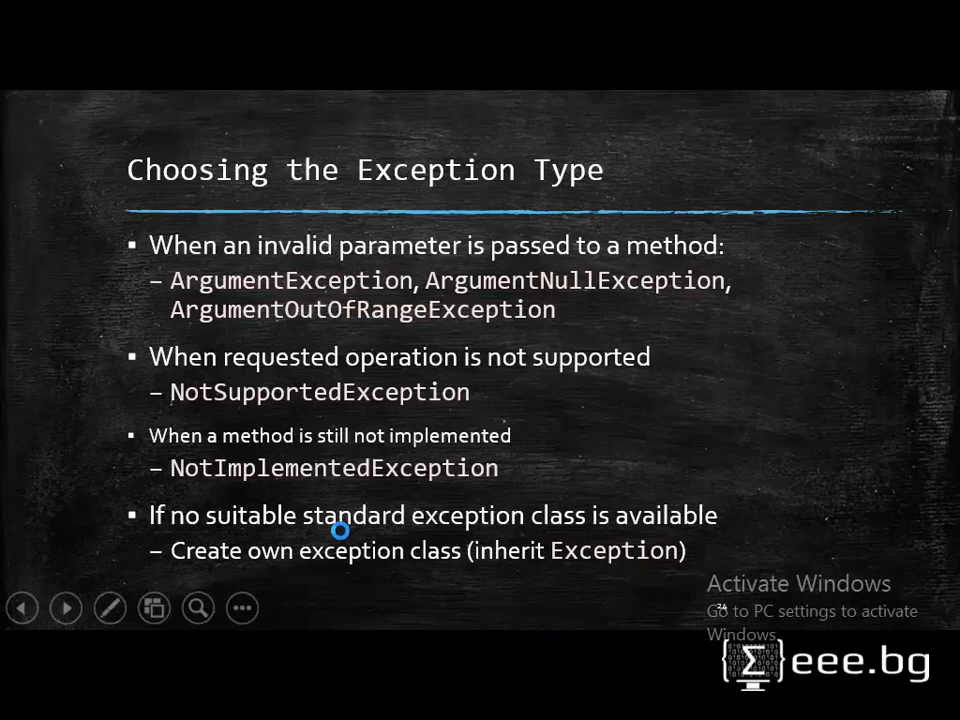 Choosing the Exception Type
▪ When an invalid parameter is passed to a method:
– ArgumentException, ArgumentNullException,
ArgumentOutOfRangeException
▪ When requested operation is not supported
– NotSupportedException
▪ When a method is still not implemented
– NotImplementedException
▪ If no suitable standard exception class is available
– Create own exception class (inherit Exception)
Activate Windows
Go to PC settings to activate
Windows.
24
{Σ}eee.bg